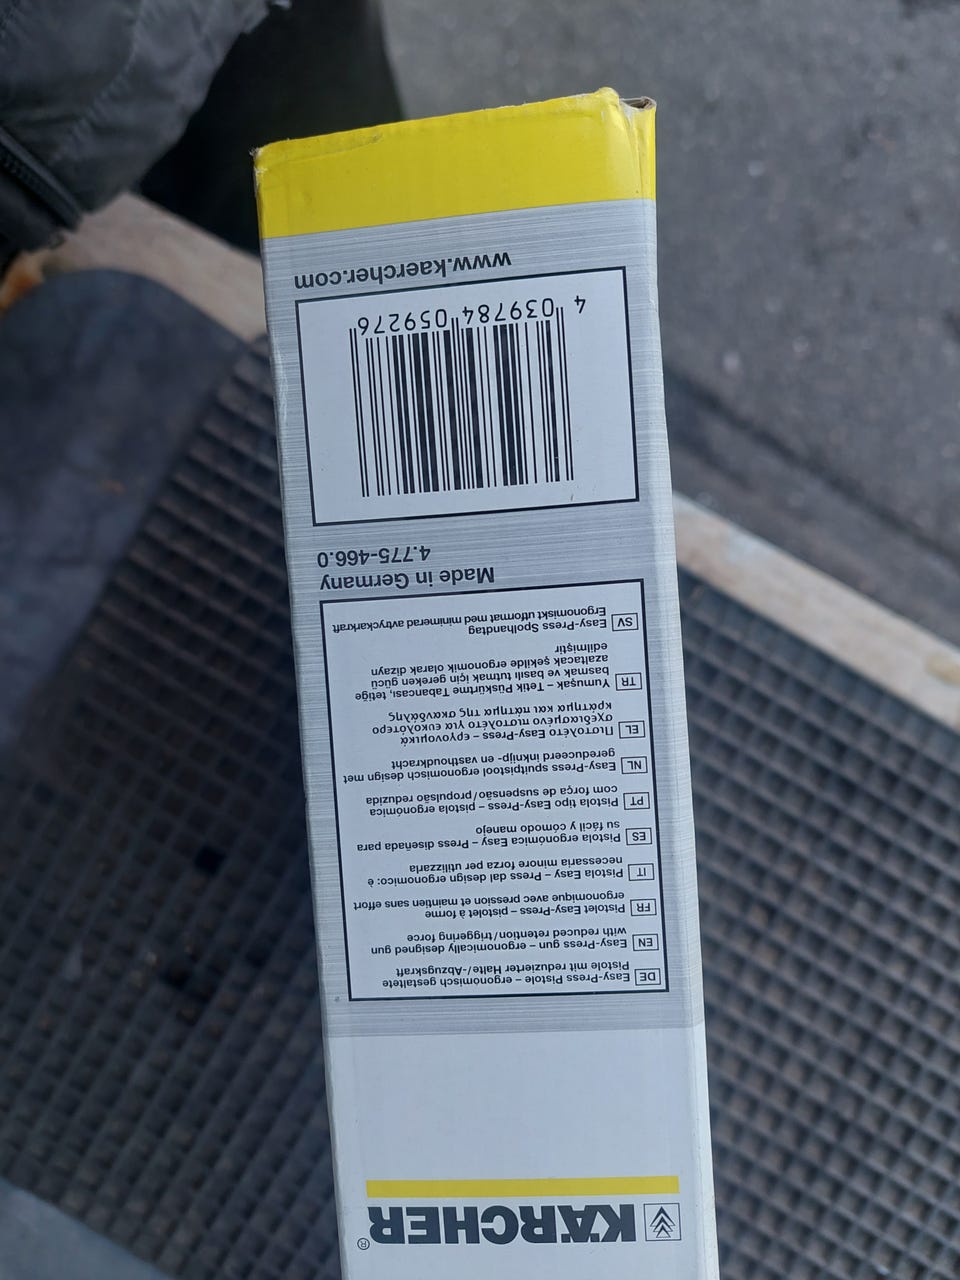 KÄRCHER®
DE Easy-Press Pistole – ergonomisch gestaltete
Pistole mit reduzierter Halte-/Abzugskraft
EN Easy-Press gun – ergonomically designed gun
with reduced retention/triggering force
FR Pistolet Easy-Press – pistolet à forme
ergonomique avec pression et maintien sans effort
IT Pistola Easy – Press dal design ergonomico: è
necessaria minore forza per utilizzarla
ES Pistola ergonómica Easy – Press diseñada para
su fácil y cómodo manejo
PT Pistola tipo Easy-Press – pistola ergonómica
com força de suspensão/propulsão reduzida
NL Easy-Press spuitpistool ergonomisch design met
gereduceerd inknijp- en vasthoudkracht
EL Πιστολέτο Easy-Press – εργονομικά
σχεδιασμένο πιστολέτο για ευκολότερο
κράτημα και πάτημα της σκανδάλης
TR Yumuşak – Tetik Püskürtme Tabancası, tetiğe
basmak ve basılı tutmak için gereken gücü
azaltacak şekilde ergonomik olarak dizayn
edilmiştir
SV Easy-Press Spolhandtag
Ergonomiskt utformat med minimerad avtryckarkraft
Made in Germany
4.775-466.0
4 039784 059276
www.kaercher.com